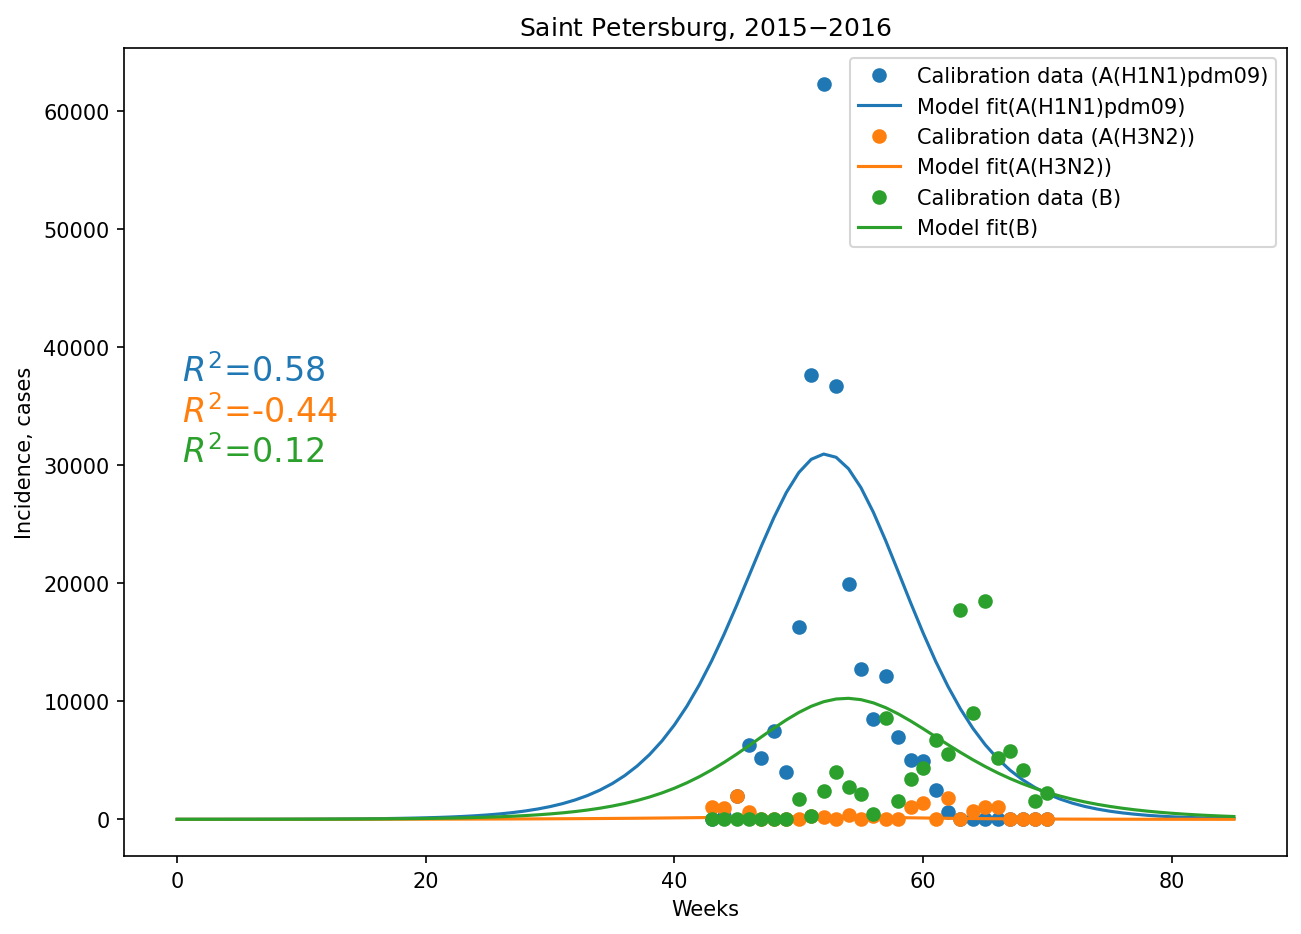 Saint Petersburg, 2015−2016
Calibration data (A(H1N1)pdm09)
Model fit(A(H1N1)pdm09)
Calibration data (A(H3N2))
Model fit(A(H3N2))
Calibration data (B)
Model fit(B)
60000
50000
40000
30000
20000
10000
0
Incidence, cases
R²=0.58
R²=-0.44
R²=0.12
0 20 40 60 80
Weeks